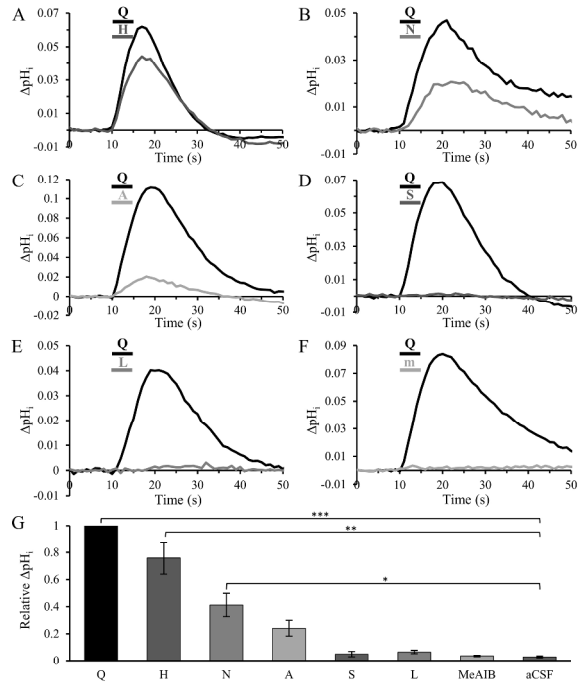 A
Q
H
0.07
0.05
0.03
0.01
-0.01
ΔpHi
0 10 20 30 40 50
Time (s)
B
Q
N
0.05
0.03
0.01
-0.01
ΔpHi
0 10 20 30 40 50
Time (s)
C
Q
A
0.12
0.1
0.08
0.06
0.04
0.02
0
-0.02
ΔpHi
0 10 20 30 40 50
Time (s)
D
Q
S
0.07
0.05
0.03
0.01
-0.01
ΔpHi
0 10 20 30 40 50
Time (s)
E
Q
L
0.05
0.04
0.03
0.02
0.01
0
-0.01
ΔpHi
0 10 20 30 40 50
Time (s)
F
Q
m
0.09
0.07
0.05
0.03
0.01
-0.01
ΔpHi
0 10 20 30 40 50
Time (s)
G
***
**
*
1
0.8
0.6
0.4
0.2
0
Relative ΔpHi
Q H N A S L MeAIB aCSF